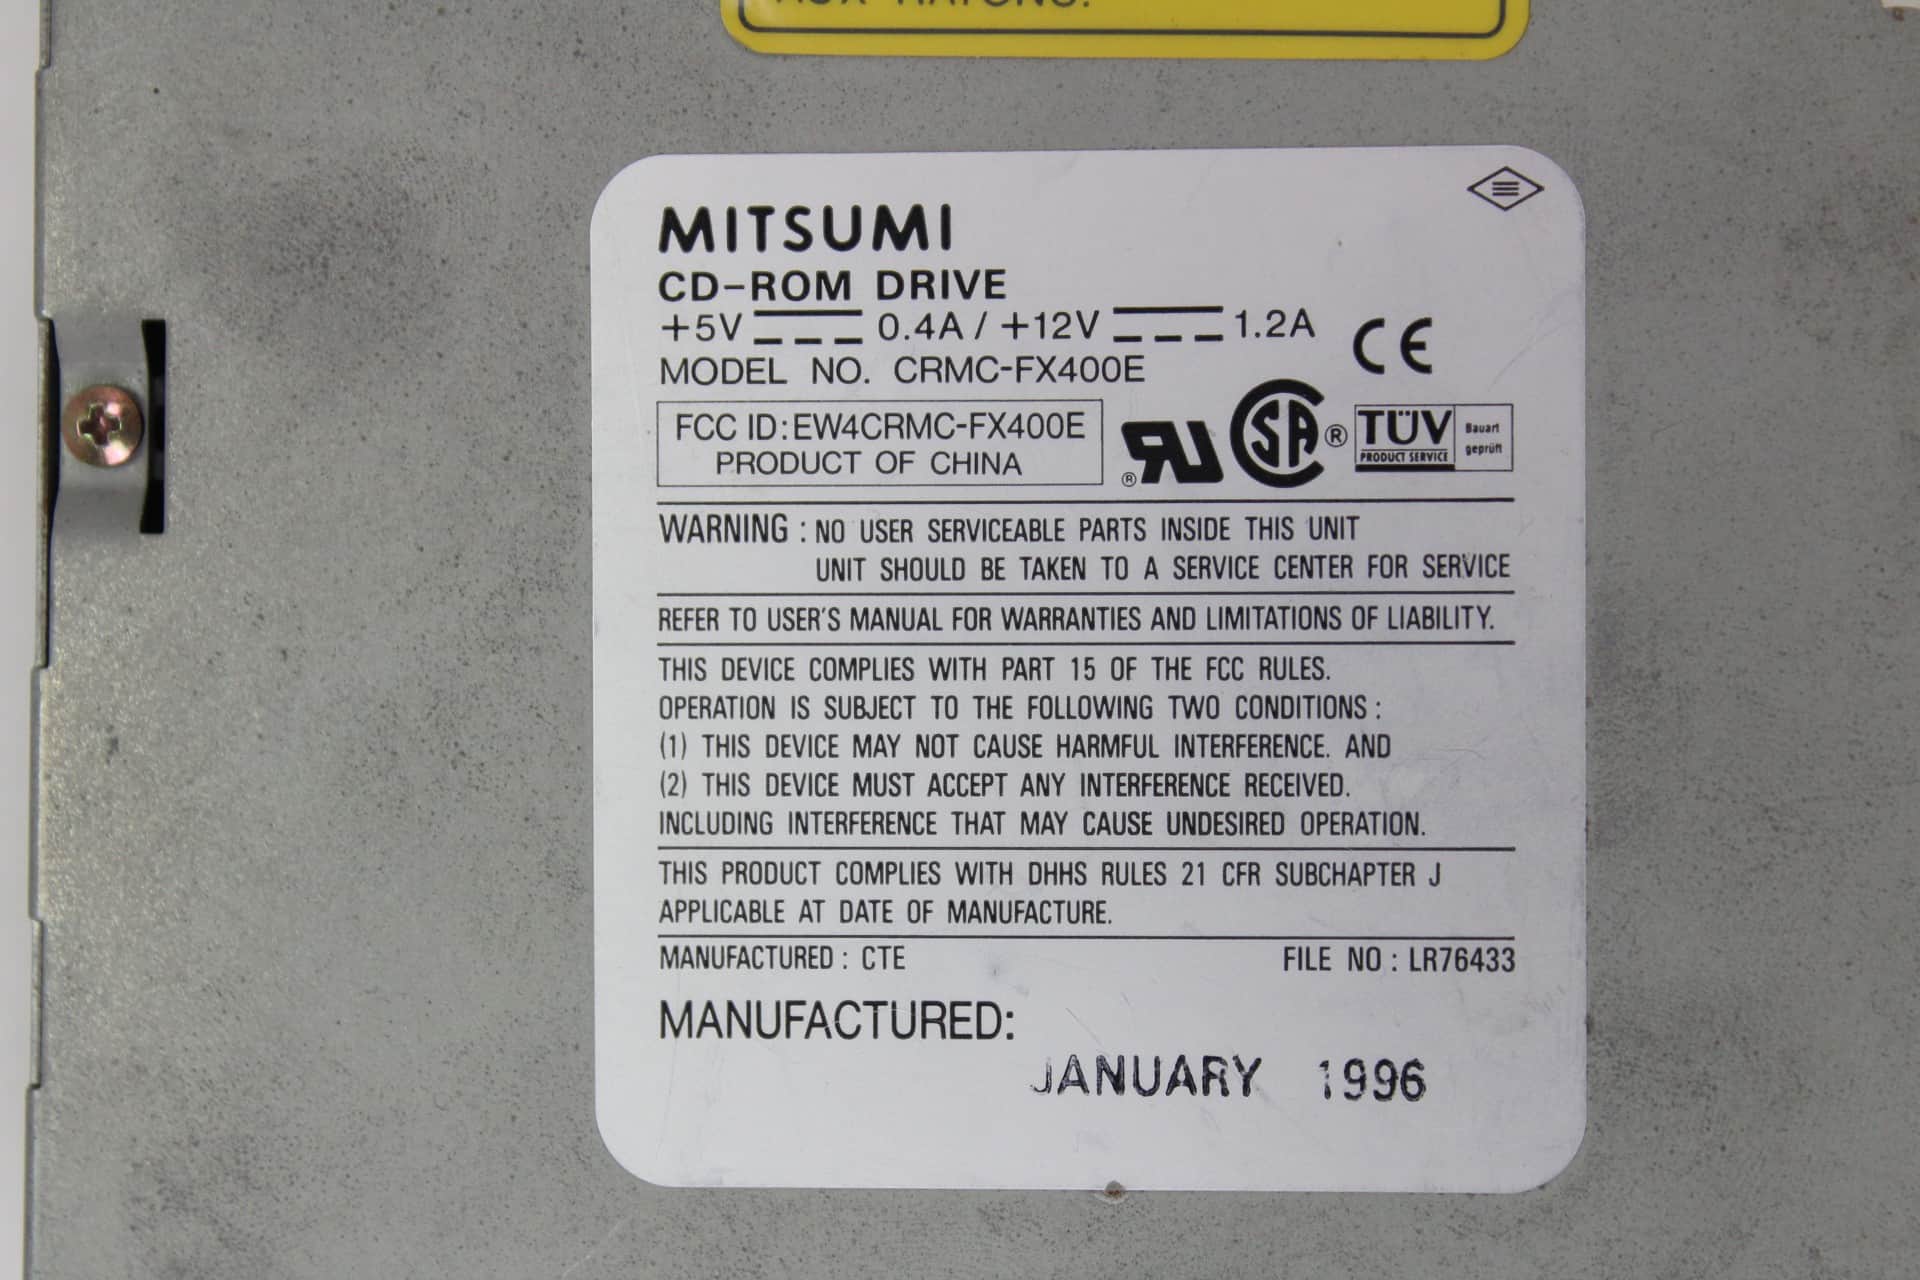 AUX RAYONS.
MITSUMI
CD-ROM DRIVE
+5V 0.4A / +12V 1.2A
MODEL NO. CRMC-FX400E
CE
FCC ID: EW4CRMC-FX400E
PRODUCT OF CHINA
® UR SA ® TÜV PRODUCT SERVICE Bauart geprüft
WARNING : NO USER SERVICEABLE PARTS INSIDE THIS UNIT
UNIT SHOULD BE TAKEN TO A SERVICE CENTER FOR SERVICE
REFER TO USER'S MANUAL FOR WARRANTIES AND LIMITATIONS OF LIABILITY.
THIS DEVICE COMPLIES WITH PART 15 OF THE FCC RULES.
OPERATION IS SUBJECT TO THE FOLLOWING TWO CONDITIONS :
(1) THIS DEVICE MAY NOT CAUSE HARMFUL INTERFERENCE. AND
(2) THIS DEVICE MUST ACCEPT ANY INTERFERENCE RECEIVED.
INCLUDING INTERFERENCE THAT MAY CAUSE UNDESIRED OPERATION.
THIS PRODUCT COMPLIES WITH DHHS RULES 21 CFR SUBCHAPTER J
APPLICABLE AT DATE OF MANUFACTURE.
MANUFACTURED : CTE FILE NO : LR76433
MANUFACTURED:
JANUARY 1996